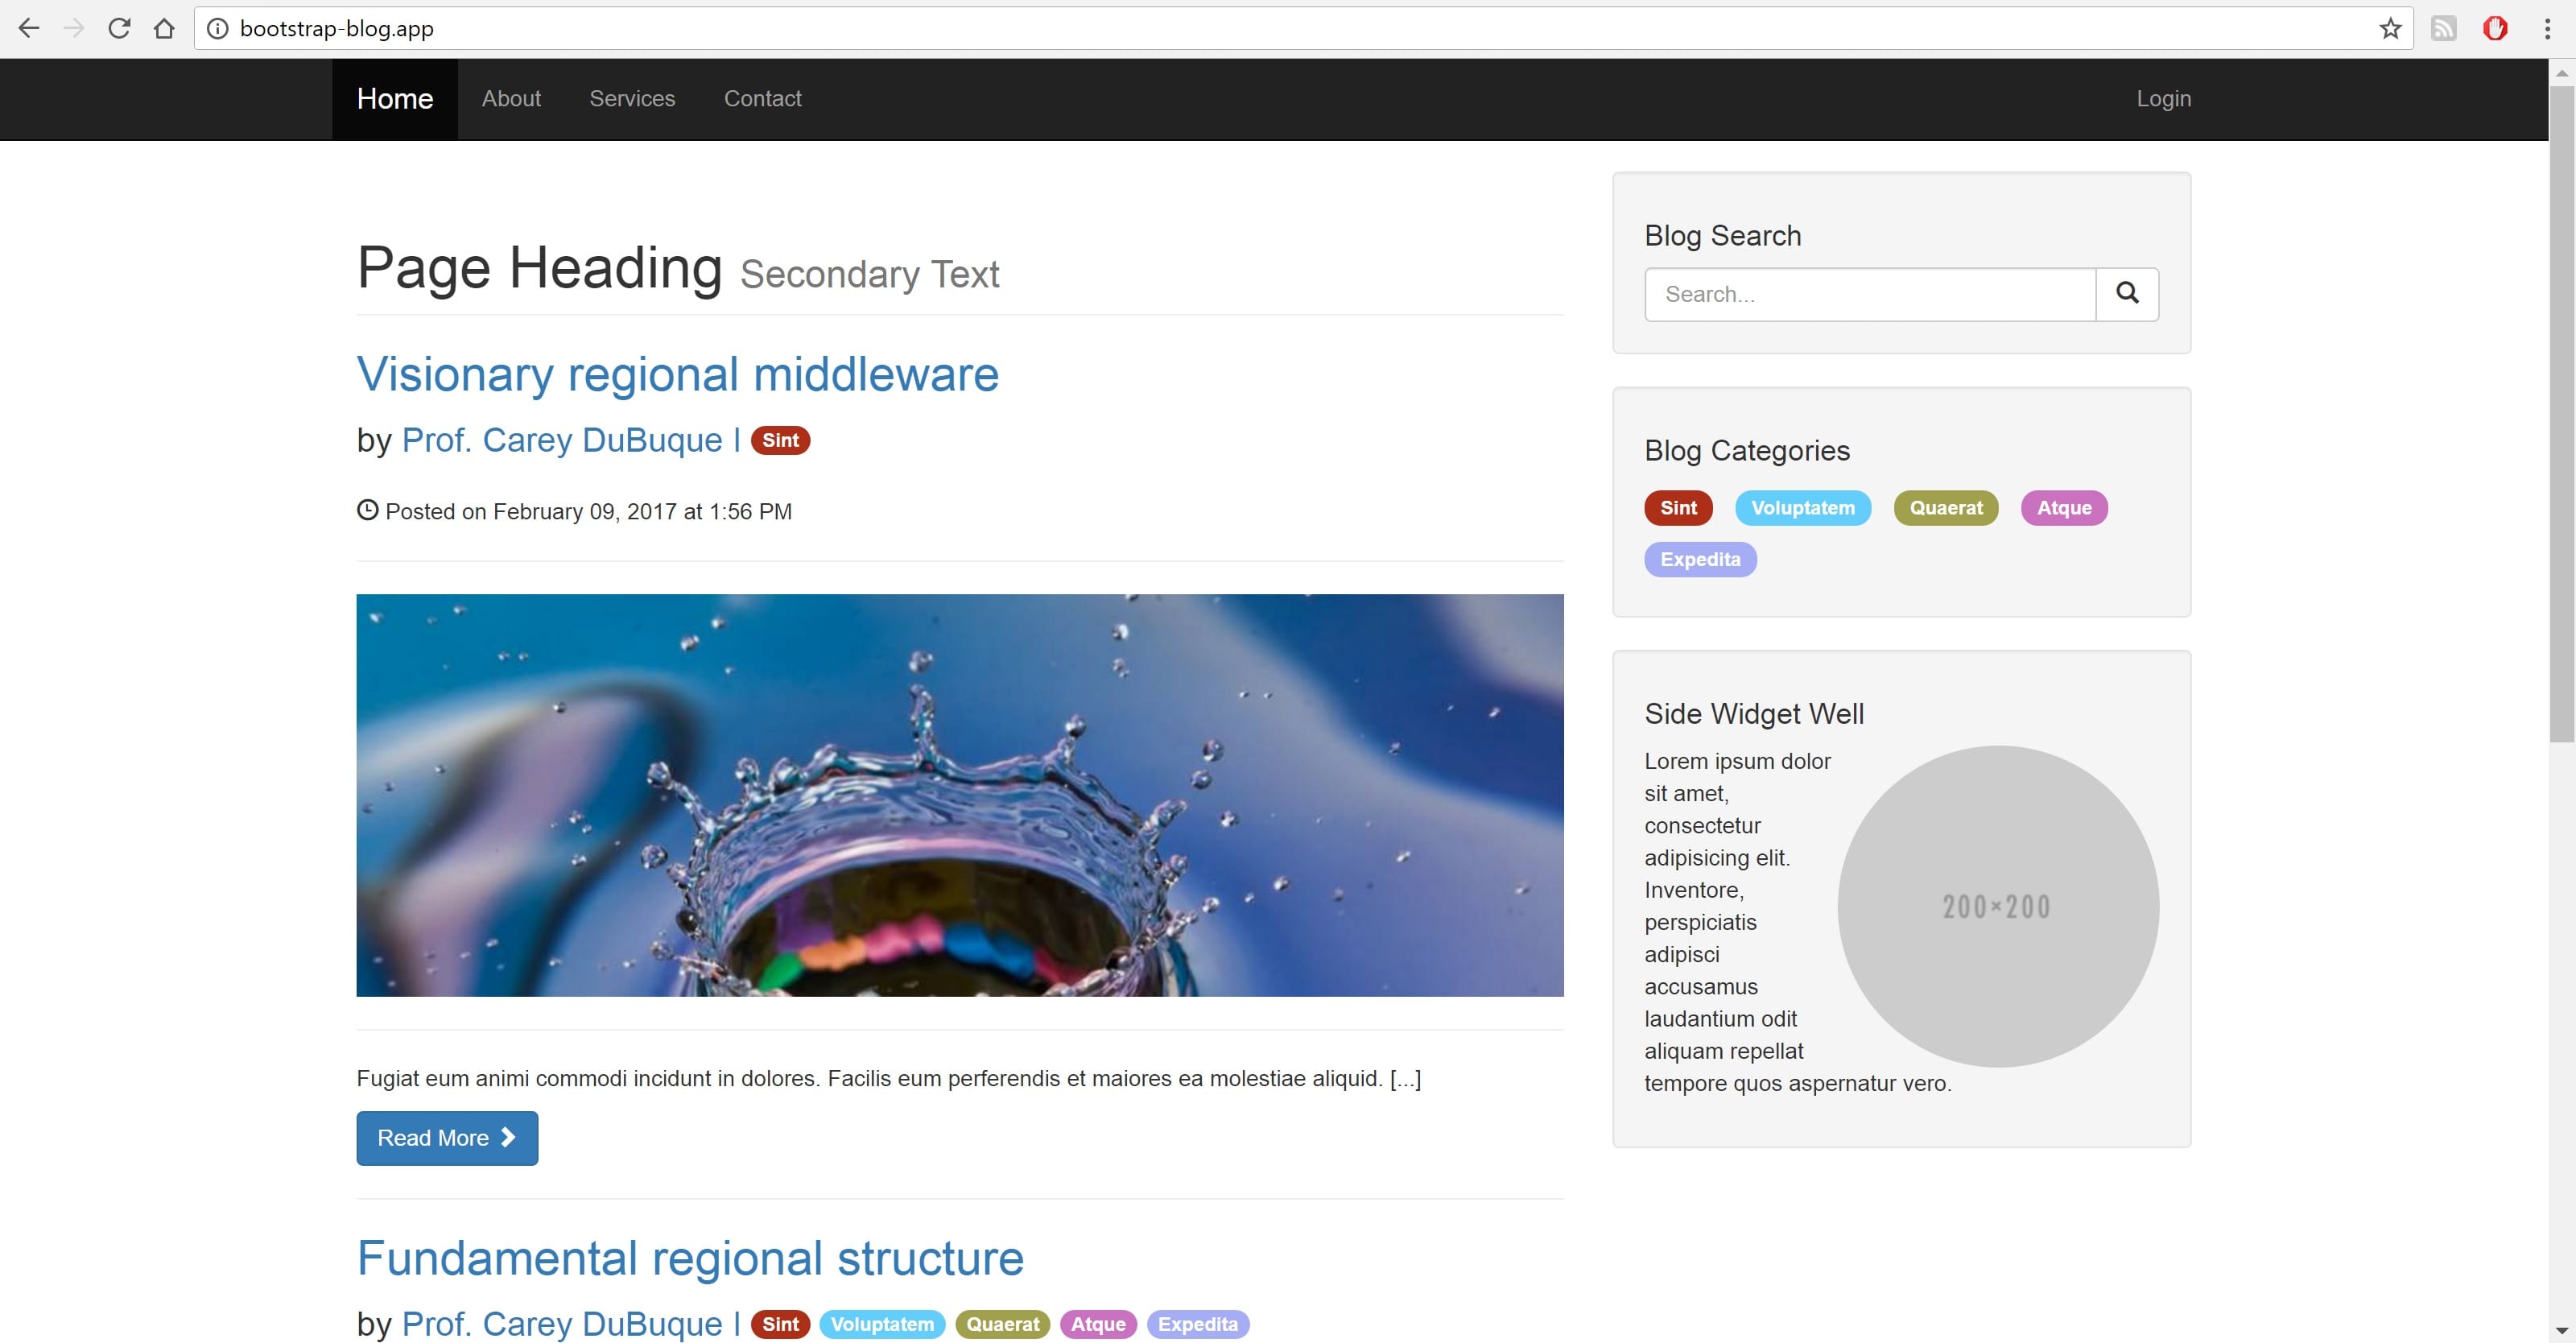 bootstrap-blog.app
Home About Services Contact Login
Page Heading Secondary Text
Visionary regional middleware
by Prof. Carey DuBuque | Sint
Posted on February 09, 2017 at 1:56 PM
Fugiat eum animi commodi incidunt in dolores. Facilis eum perferendis et maiores ea molestiae aliquid. [...]
Read More
Fundamental regional structure
by Prof. Carey DuBuque | Sint Voluptatem Quaerat Atque Expedita
Blog Search
Search...
Blog Categories
Sint Voluptatem Quaerat Atque
Expedita
Side Widget Well
Lorem ipsum dolor
sit amet,
consectetur
adipisicing elit.
Inventore,
perspiciatis
adipisci
accusamus
laudantium odit
aliquam repellat
tempore quos aspernatur vero.
200×200